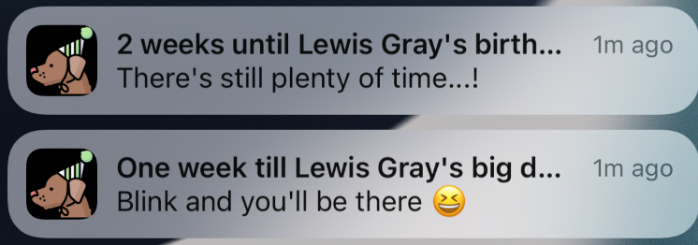 2 weeks until Lewis Gray's birth... 1m ago
There's still plenty of time...!
One week till Lewis Gray's big d... 1m ago
Blink and you'll be there 😆